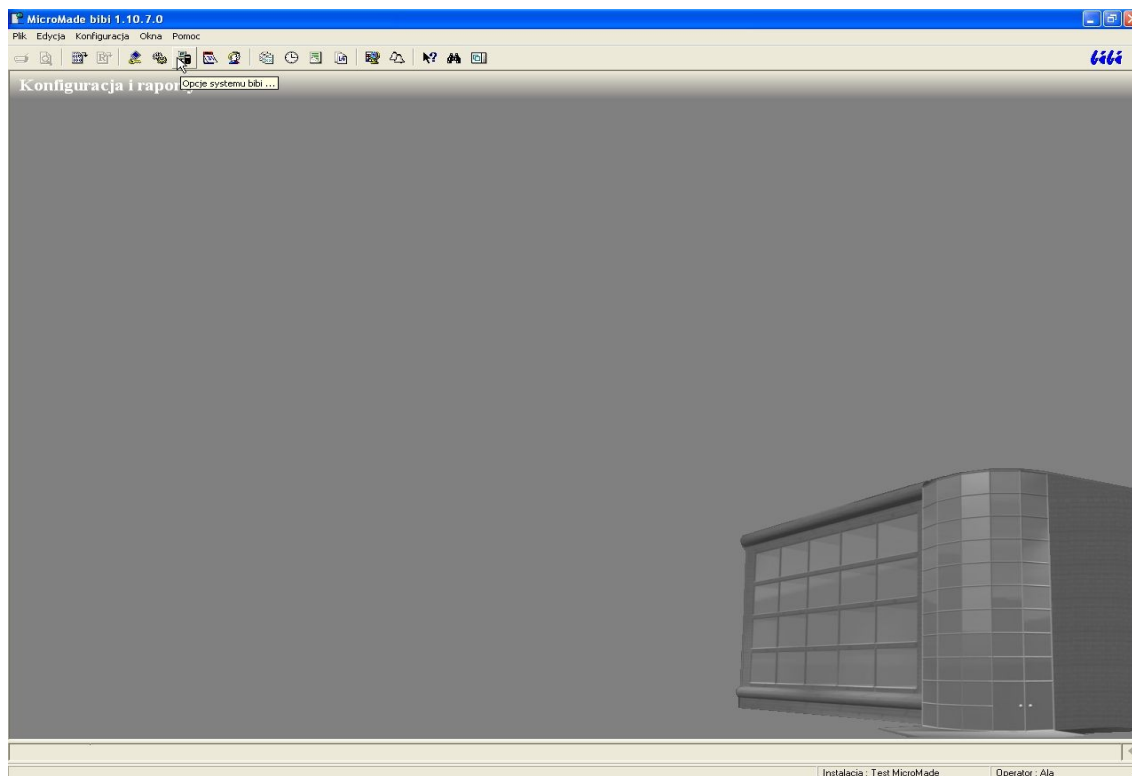 MicroMade bibi 1.10.7.0
Plik Edycja Konfiguracja Okna Pomoc
bibi
Konfiguracja i raporty
Opcje systemu bibi ...
Instalacja : Test MicroMade Operator : Ala